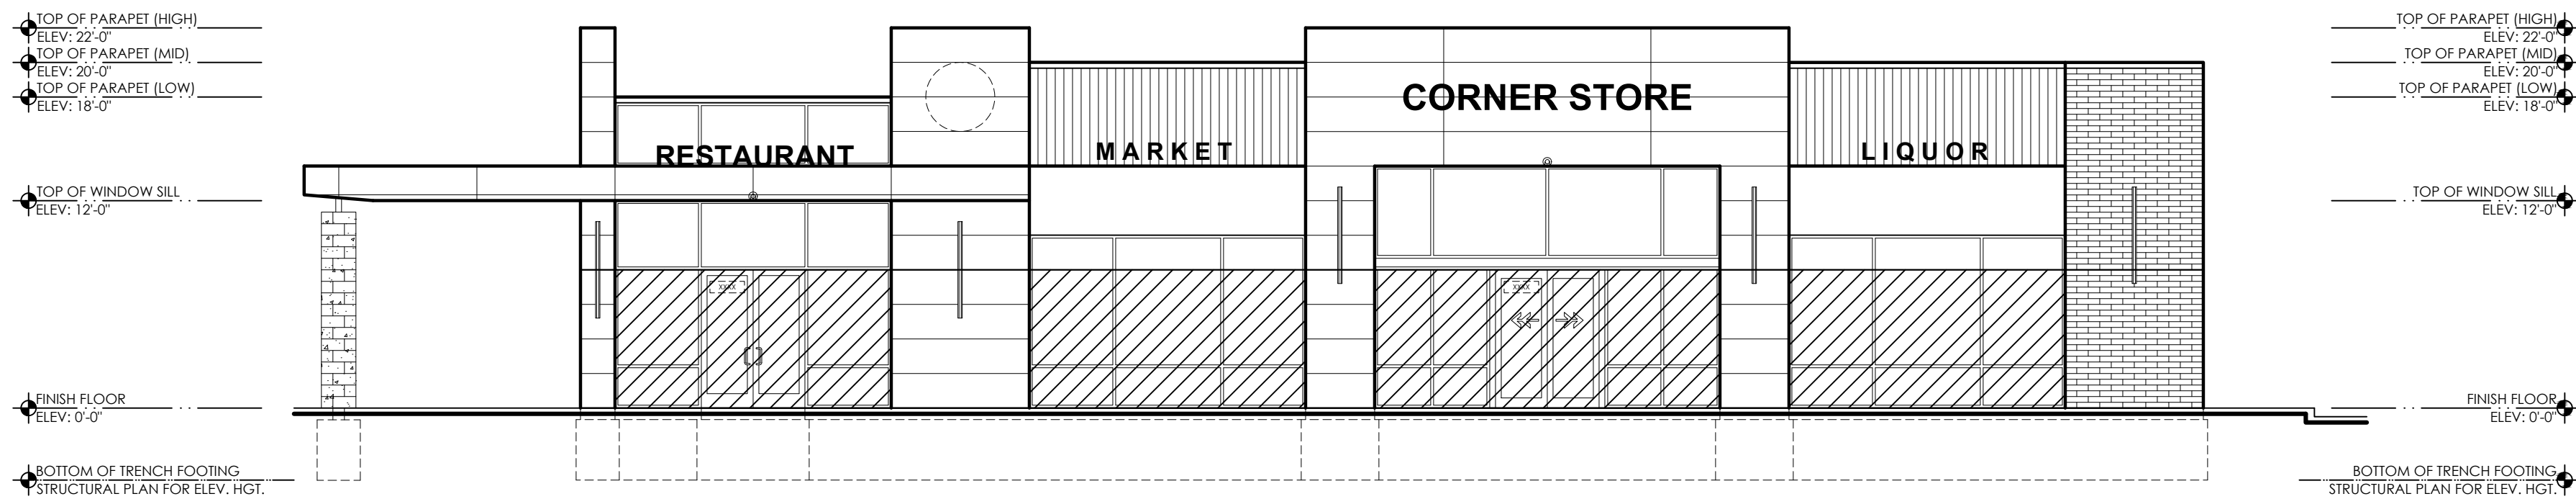 TOP OF PARAPET (HIGH)
ELEV: 22'-0"
TOP OF PARAPET (MID)
ELEV: 20'-0"
TOP OF PARAPET (LOW)
ELEV: 18'-0"
TOP OF WINDOW SILL
ELEV: 12'-0"
FINISH FLOOR
ELEV: 0'-0"
BOTTOM OF TRENCH FOOTING
STRUCTURAL PLAN FOR ELEV. HGT.
RESTAURANT
XXXX
MARKET
CORNER STORE
XXXX
LIQUOR
TOP OF PARAPET (HIGH)
ELEV: 22'-0"
TOP OF PARAPET (MID)
ELEV: 20'-0"
TOP OF PARAPET (LOW)
ELEV: 18'-0"
TOP OF WINDOW SILL
ELEV: 12'-0"
FINISH FLOOR
ELEV: 0'-0"
BOTTOM OF TRENCH FOOTING
STRUCTURAL PLAN FOR ELEV. HGT.